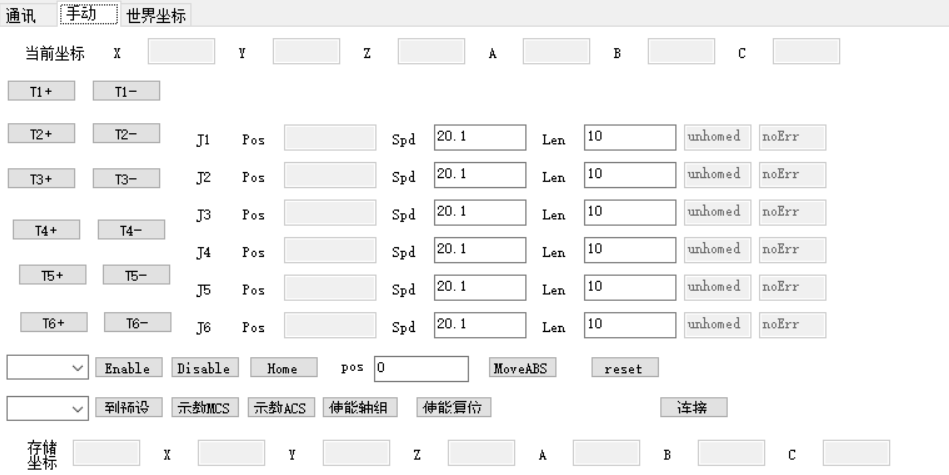 通讯 手动 世界坐标
当前坐标 X Y Z A B C
T1+ T1-
T2+ T2- J1 Pos Spd 20.1 Len 10 unhomed noErr
T3+ T3- J2 Pos Spd 20.1 Len 10 unhomed noErr
J3 Pos Spd 20.1 Len 10 unhomed noErr
T4+ T4- J4 Pos Spd 20.1 Len 10 unhomed noErr
T5+ T5- J5 Pos Spd 20.1 Len 10 unhomed noErr
T6+ T6- J6 Pos Spd 20.1 Len 10 unhomed noErr
Enable Disable Home pos 0 MoveABS reset
到预设 示教MCS 示教ACS 使能轴组 使能复位 连接
存储
坐标 X Y Z A B C